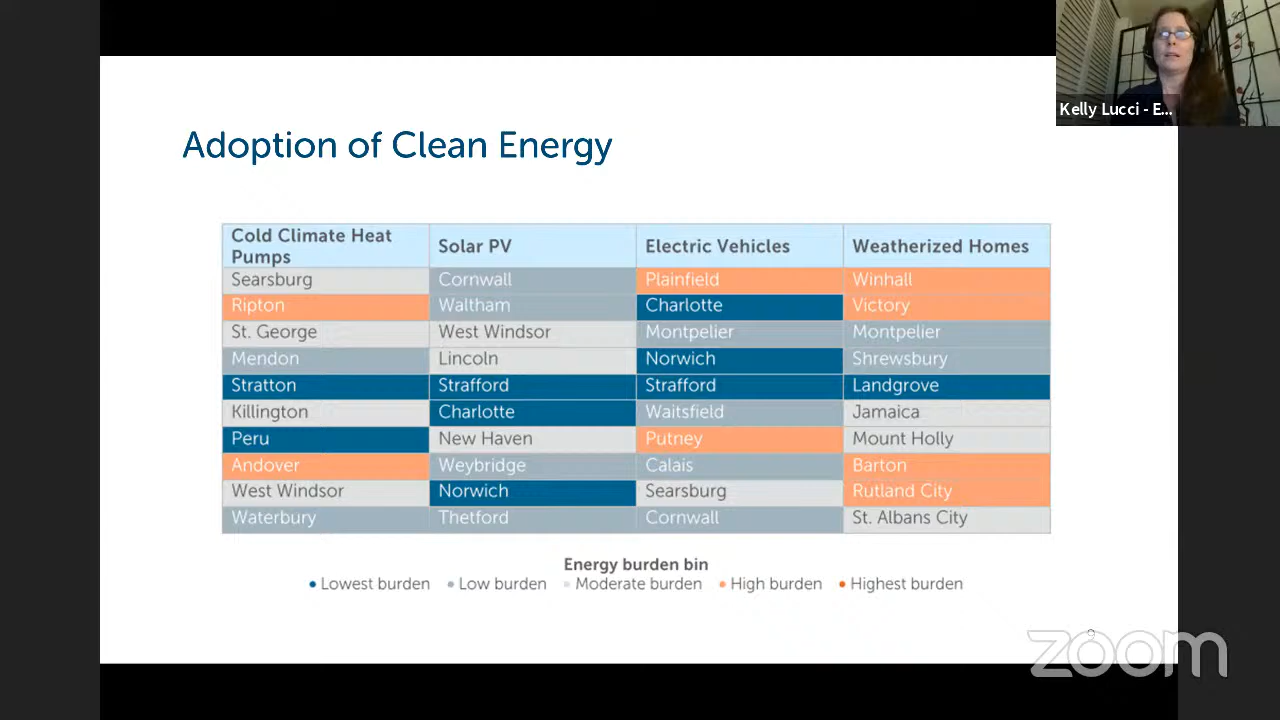 Kelly Lucci - E...
Adoption of Clean Energy
Cold Climate Heat Pumps Solar PV Electric Vehicles Weatherized Homes
Searsburg Cornwall Plainfield Winhall
Ripton Waltham Charlotte Victory
St. George West Windsor Montpelier Montpelier
Mendon Lincoln Norwich Shrewsbury
Stratton Strafford Strafford Landgrove
Killington Charlotte Waitsfield Jamaica
Peru New Haven Putney Mount Holly
Andover Weybridge Calais Barton
West Windsor Norwich Searsburg Rutland City
Waterbury Thetford Cornwall St. Albans City
Energy burden bin
Lowest burden Low burden Moderate burden High burden Highest burden
zoom